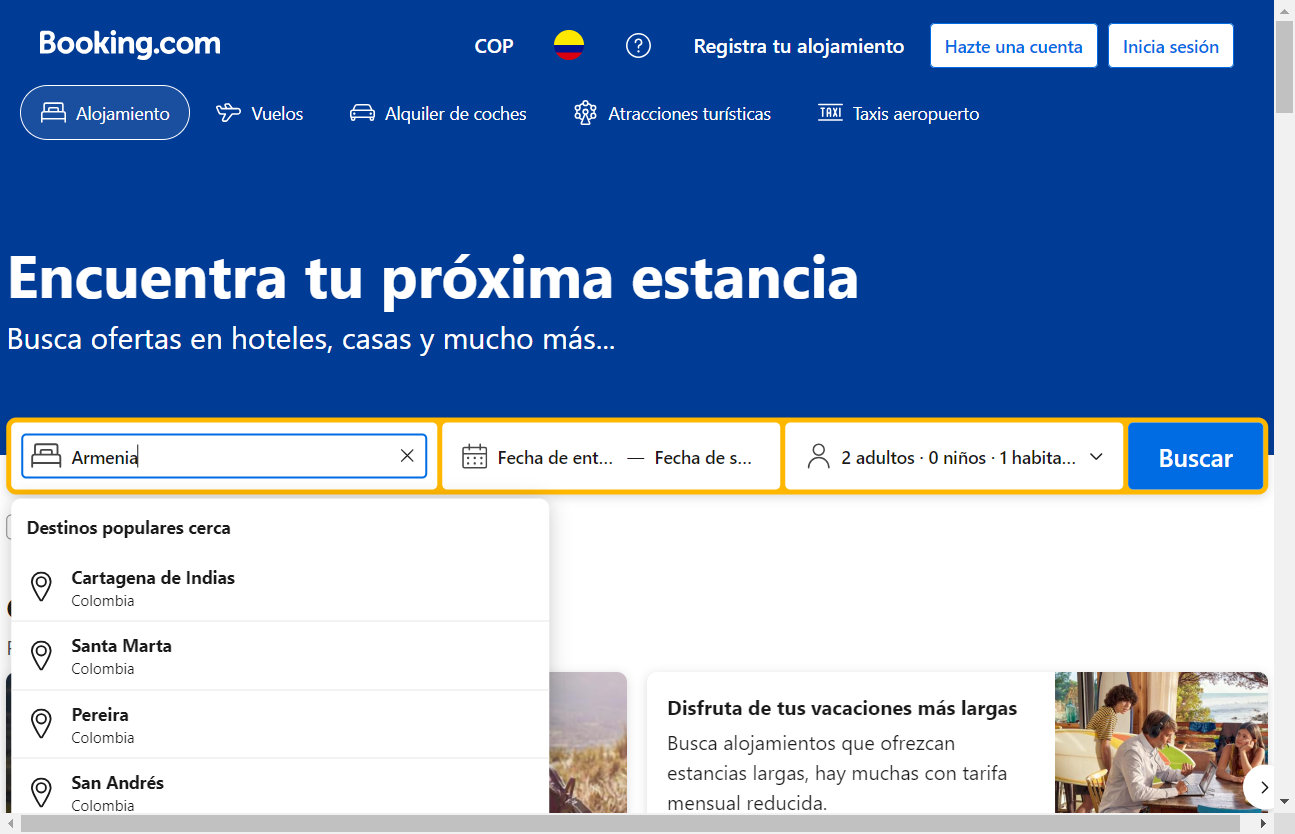 Booking.com
COP
Registra tu alojamiento
Hazte una cuenta
Inicia sesión
Alojamiento
Vuelos
Alquiler de coches
Atracciones turísticas
TAXI
Taxis aeropuerto
Encuentra tu próxima estancia
Busca ofertas en hoteles, casas y mucho más...
Armenia
Fecha de ent... — Fecha de s...
2 adultos · 0 niños · 1 habita...
Buscar
Destinos populares cerca
Cartagena de Indias
Colombia
Santa Marta
Colombia
Pereira
Colombia
San Andrés
Colombia
Disfruta de tus vacaciones más largas
Busca alojamientos que ofrezcan
estancias largas, hay muchas con tarifa
mensual reducida.